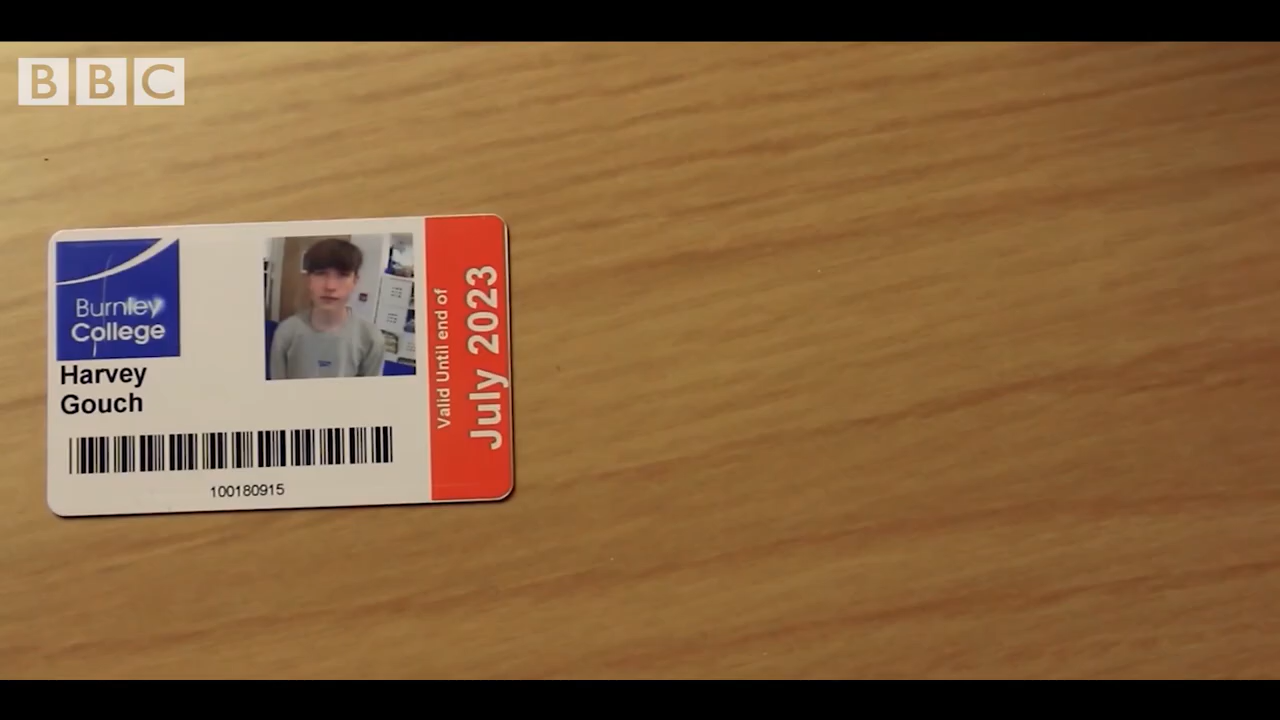 BBC
Burnley
College
Harvey
Gouch
100180915
Valid Until end of
July 2023